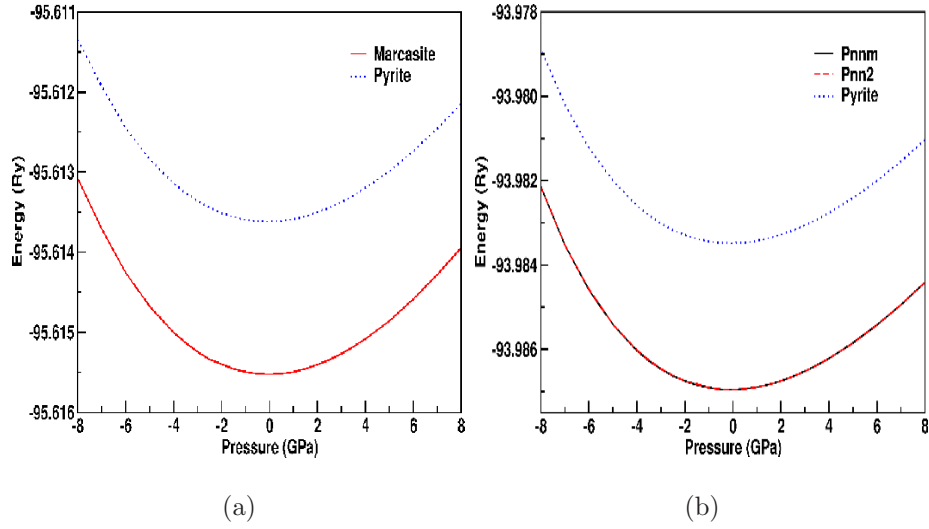 -95.611
-95.612
-95.613
-95.614
-95.615
-95.616
Energy (Ry)
Marcasite
Pyrite
-8 -6 -4 -2 0 2 4 6 8
Pressure (GPa)
(a)
-93.978
-93.980
-93.982
-93.984
-93.986
Energy (Ry)
Pnnm
Pnn2
Pyrite
-8 -6 -4 -2 0 2 4 6 8
Pressure (GPa)
(b)